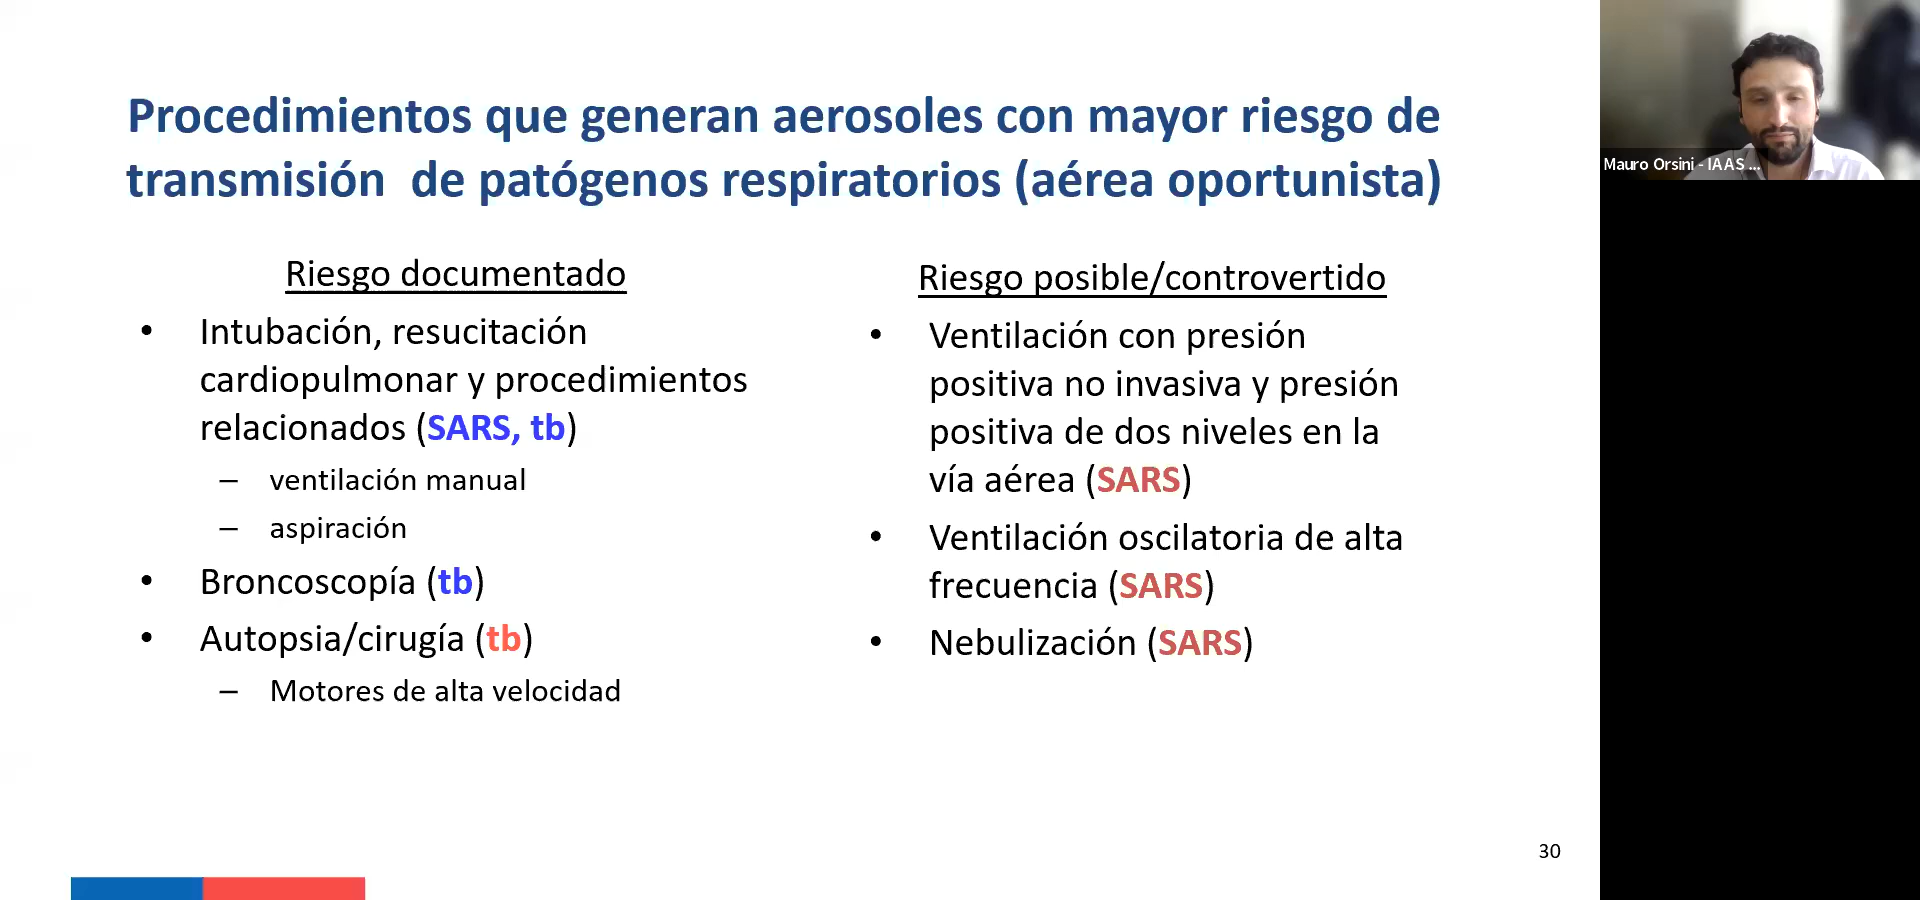 Procedimientos que generan aerosoles con mayor riesgo de
transmisión de patógenos respiratorios (aérea oportunista)
Riesgo documentado
• Intubación, resucitación
cardiopulmonar y procedimientos
relacionados (SARS, tb)
– ventilación manual
– aspiración
• Broncoscopía (tb)
• Autopsia/cirugía (tb)
– Motores de alta velocidad
Riesgo posible/controvertido
• Ventilación con presión
positiva no invasiva y presión
positiva de dos niveles en la
vía aérea (SARS)
• Ventilación oscilatoria de alta
frecuencia (SARS)
• Nebulización (SARS)
30
Mauro Orsini - IAAS ...